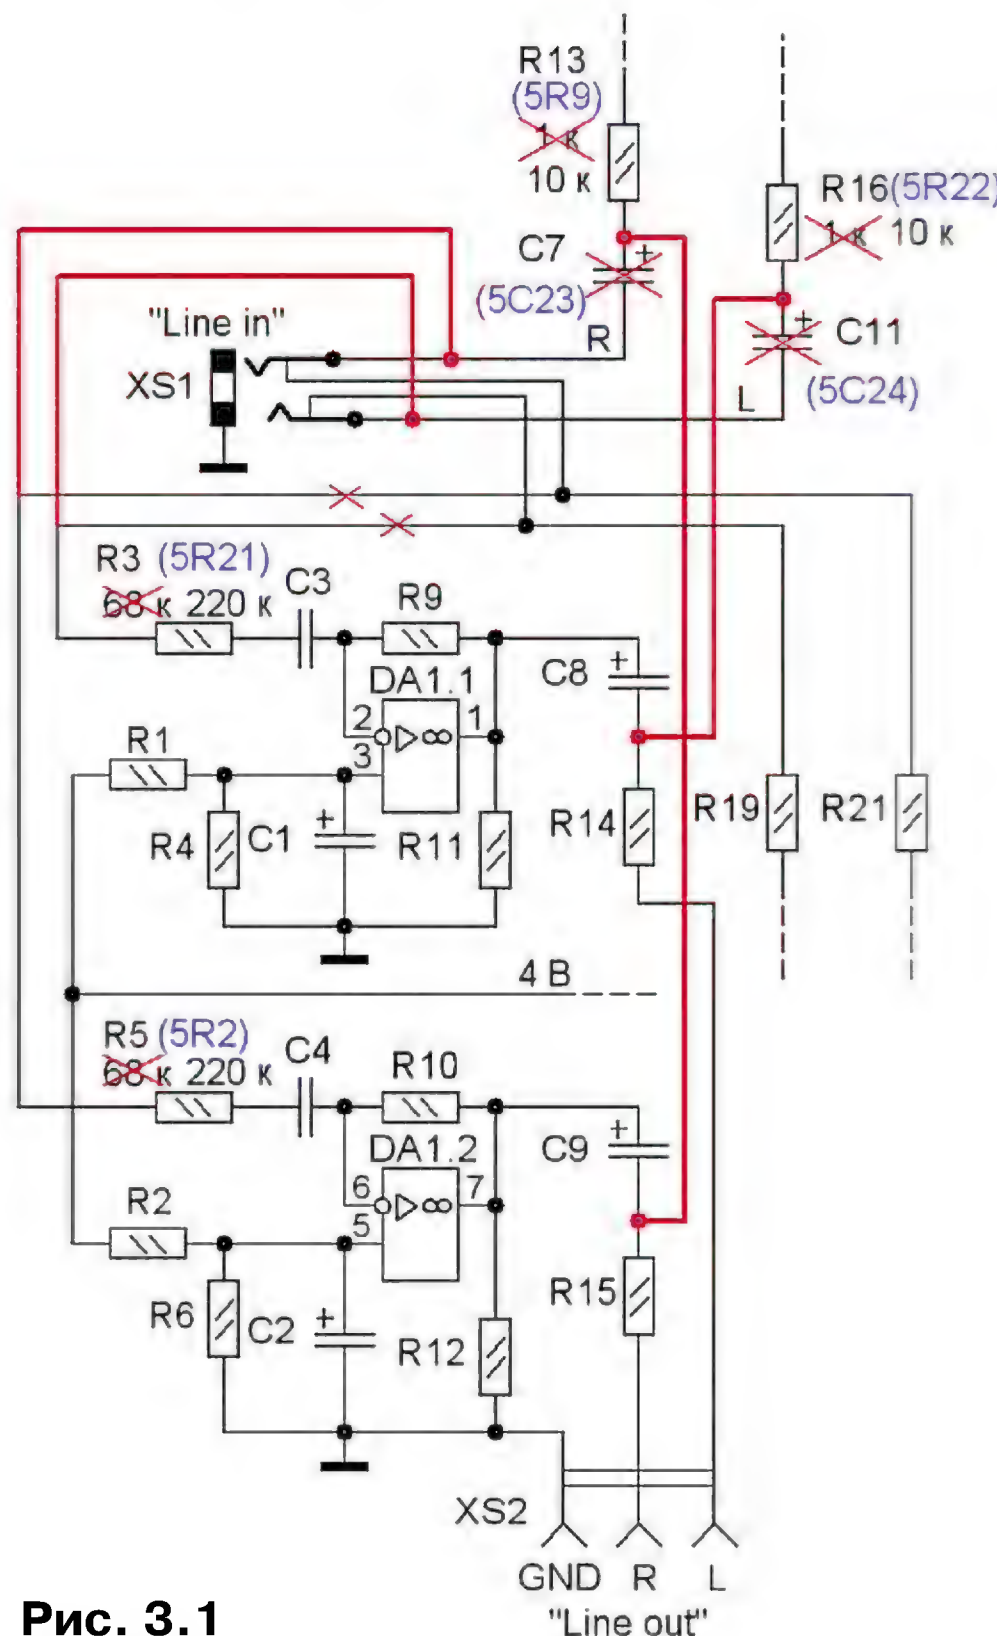 R13
(5R9)
1 к
10 к
R16(5R22)
1 к 10 к
C7
+
(5C23)
+
C11
(5C24)
R
L
"Line in"
XS1
R3 (5R21)
68 к 220 к
C3
R9
DA1.1
2
3
▷ ∞
1
C8
+
R1
R4
C1
+
R11
R14
R19
R21
4 В
R5 (5R2)
68 к 220 к
C4
R10
DA1.2
6
5
▷ ∞
7
C9
+
R2
R6
C2
+
R12
R15
XS2
GND R L
"Line out"
Рис. 3.1